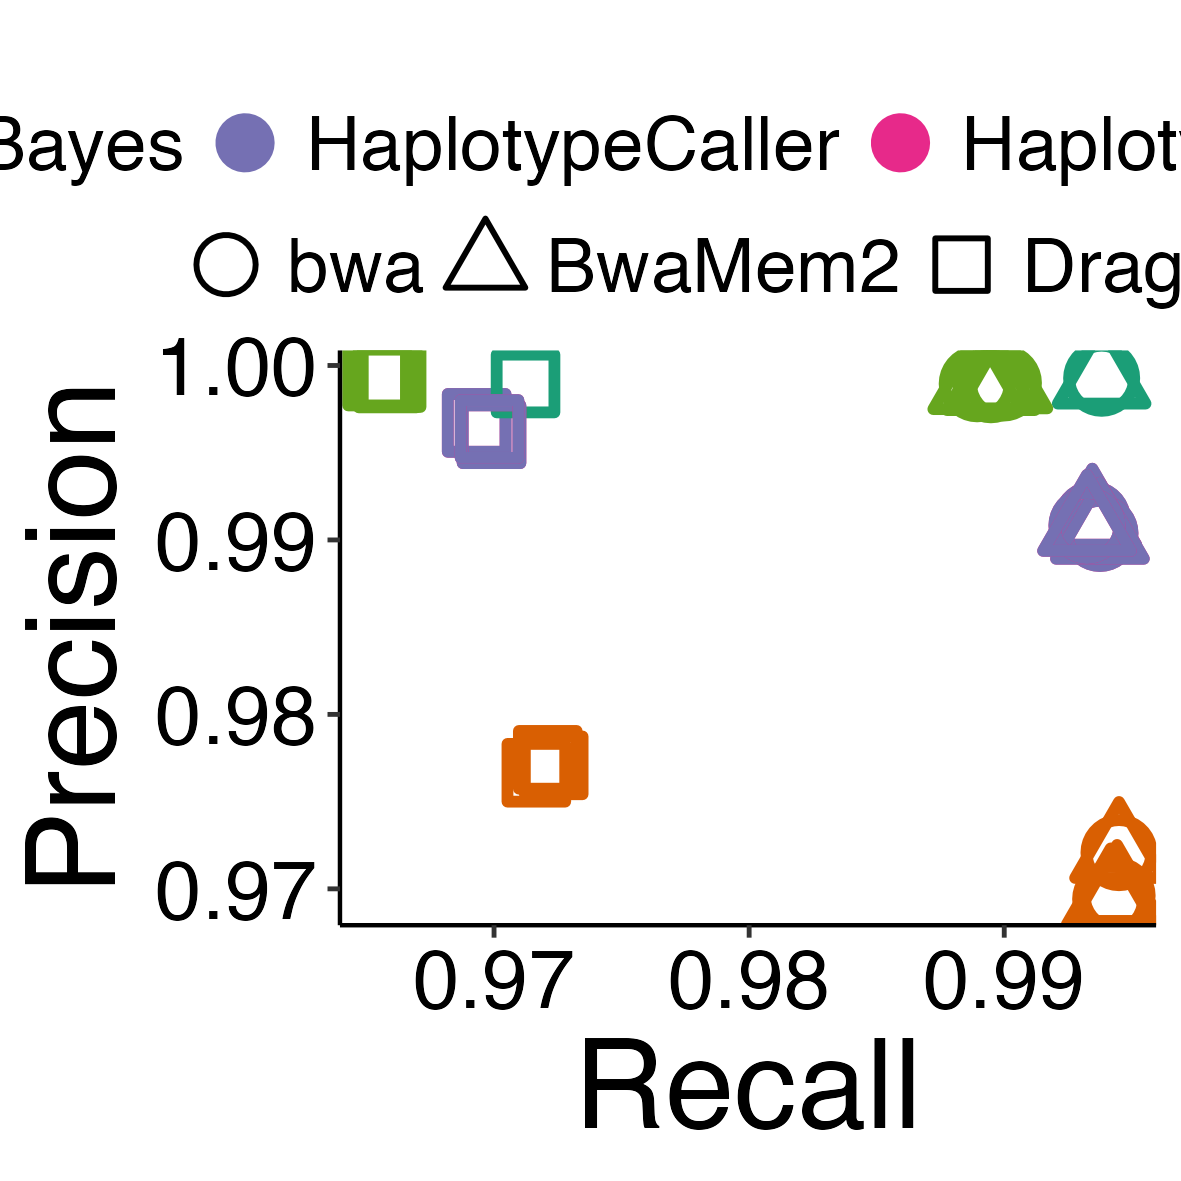 Bayes HaplotypeCaller Haplot
bwa BwaMem2 Drag
1.00
0.99
0.98
0.97
Precision
0.97 0.98 0.99
Recall